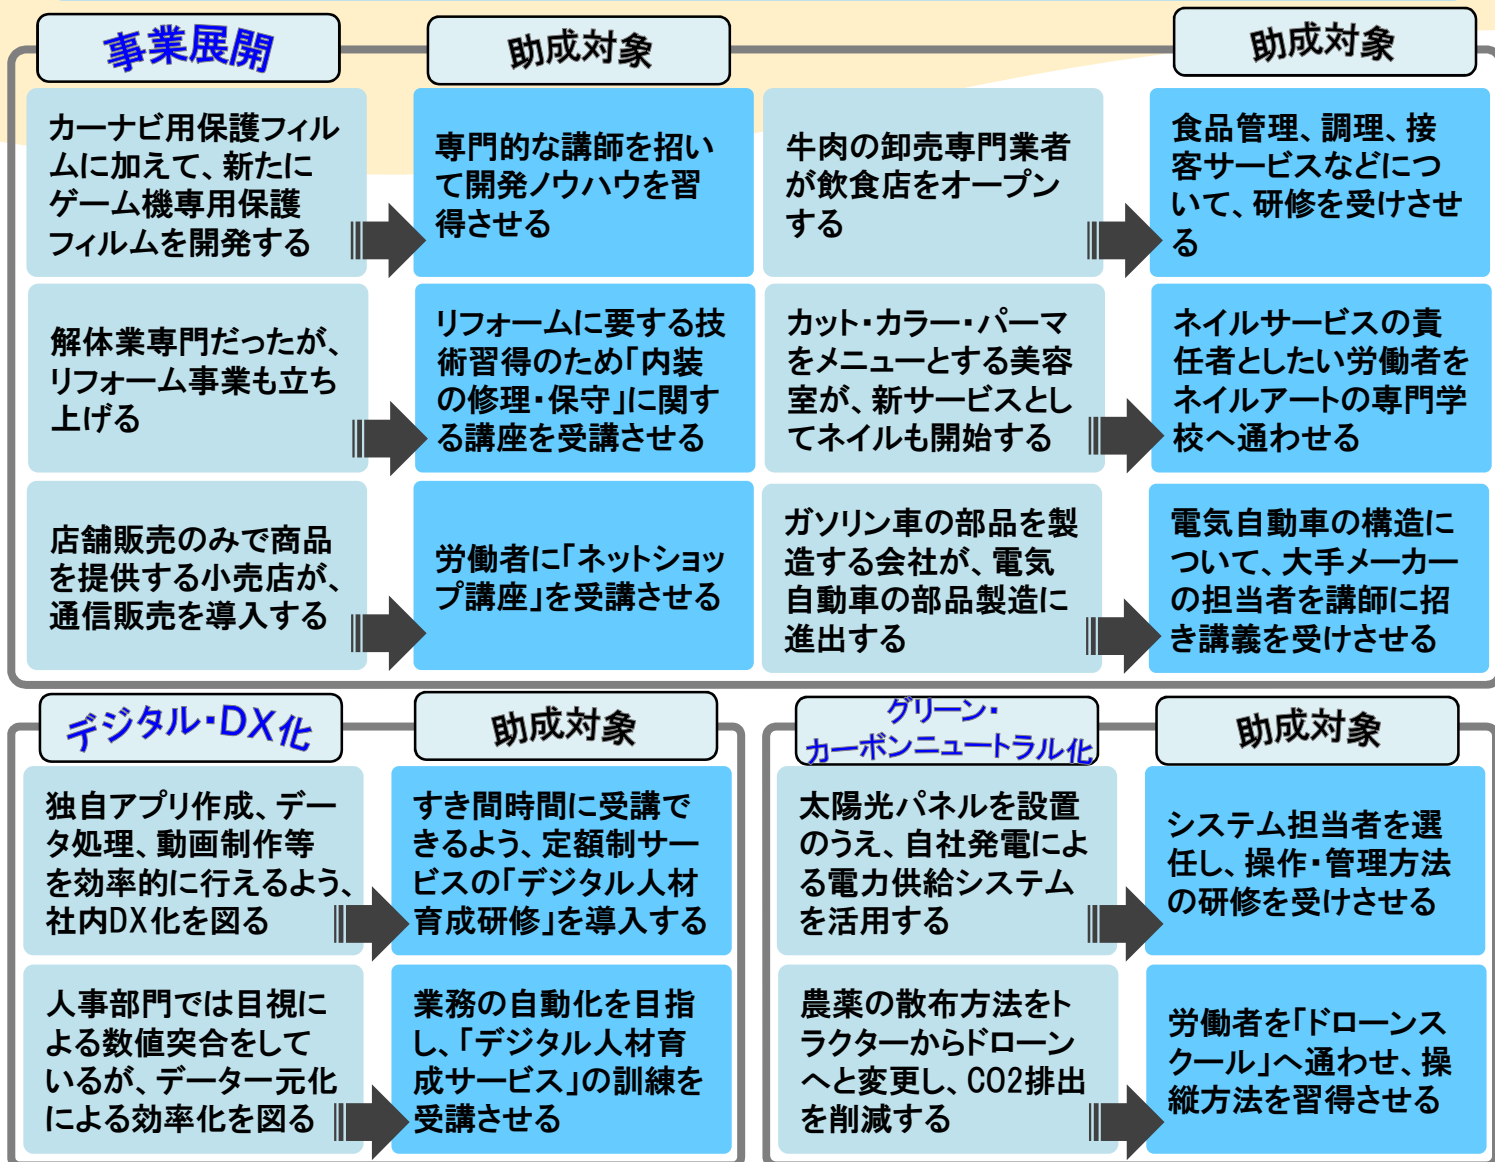 事業展開
助成対象
助成対象
カーナビ用保護フィル
ムに加えて、新たに
ゲーム機専用保護
フィルムを開発する
専門的な講師を招い
て開発ノウハウを習
得させる
牛肉の卸売専門業者
が飲食店をオープン
する
食品管理、調理、接
客サービスなどにつ
いて、研修を受けさせ
る
解体業専門だったが、
リフォーム事業も立ち
上げる
リフォームに要する技
術習得のため「内装
の修理・保守」に関す
る講座を受講させる
カット・カラー・パーマ
をメニューとする美容
室が、新サービスとし
てネイルも開始する
ネイルサービスの責
任者としたい労働者を
ネイルアートの専門学
校へ通わせる
店舗販売のみで商品
を提供する小売店が、
通信販売を導入する
労働者に「ネットショッ
プ講座」を受講させる
ガソリン車の部品を製
造する会社が、電気
自動車の部品製造に
進出する
電気自動車の構造に
ついて、大手メーカー
の担当者を講師に招
き講義を受けさせる
デジタル・DX化
助成対象
独自アプリ作成、デー
タ処理、動画制作等
を効率的に行えるよう、
社内DX化を図る
すき間時間に受講で
きるよう、定額制サー
ビスの「デジタル人材
育成研修」を導入する
人事部門では目視に
よる数値突合をして
いるが、データ一元化
による効率化を図る
業務の自動化を目指
し、「デジタル人材育
成サービス」の訓練を
受講させる
グリーン・
カーボンニュートラル化
助成対象
太陽光パネルを設置
のうえ、自社発電によ
る電力供給システム
を活用する
システム担当者を選
任し、操作・管理方法
の研修を受けさせる
農薬の散布方法をト
ラクターからドローン
へと変更し、CO2排出
を削減する
労働者を「ドローンス
クール」へ通わせ、操
縦方法を習得させる